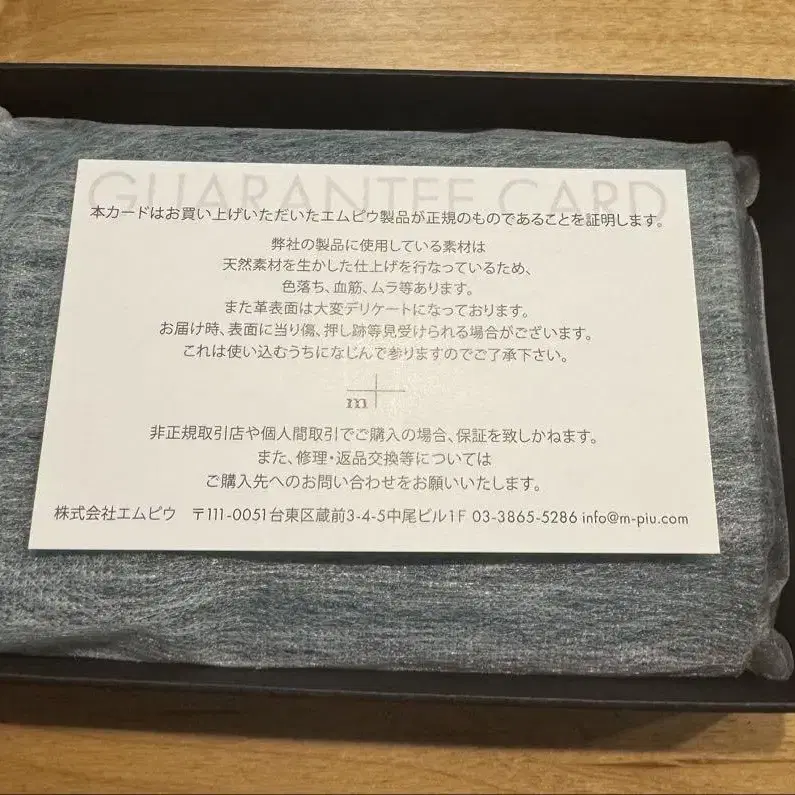 GUARANTEE CARD
本カードはお買い上げいただいたエムピウ製品が正規のものであることを証明します。
弊社の製品に使用している素材は
天然素材を生かした仕上げを行なっているため、
色落ち、血筋、ムラ等あります。
また革表面は大変デリケートになっております。
お届け時、表面に当り傷、押し跡等見受けられる場合がございます。
これは使い込むうちになじんで参りますのでご了承下さい。
m+
非正規取引店や個人間取引でご購入の場合、保証を致しかねます。
また、修理・返品交換等については
ご購入先へのお問い合わせをお願いいたします。
株式会社エムピウ 〒111-0051台東区蔵前3-4-5中尾ビル1F 03-3865-5286 info@m-piu.com